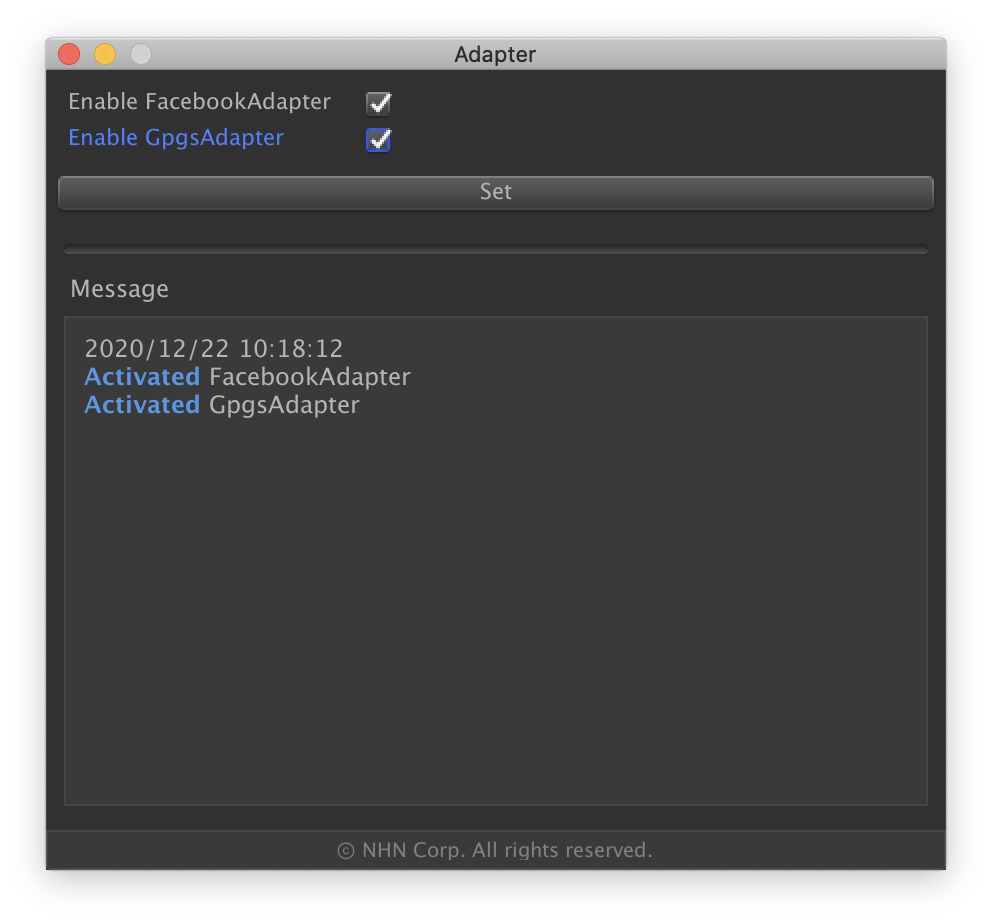 Adapter
Enable FacebookAdapter
Enable GpgsAdapter
Set
Message
2020/12/22 10:18:12
Activated FacebookAdapter
Activated GpgsAdapter
ⓒ NHN Corp. All rights reserved.